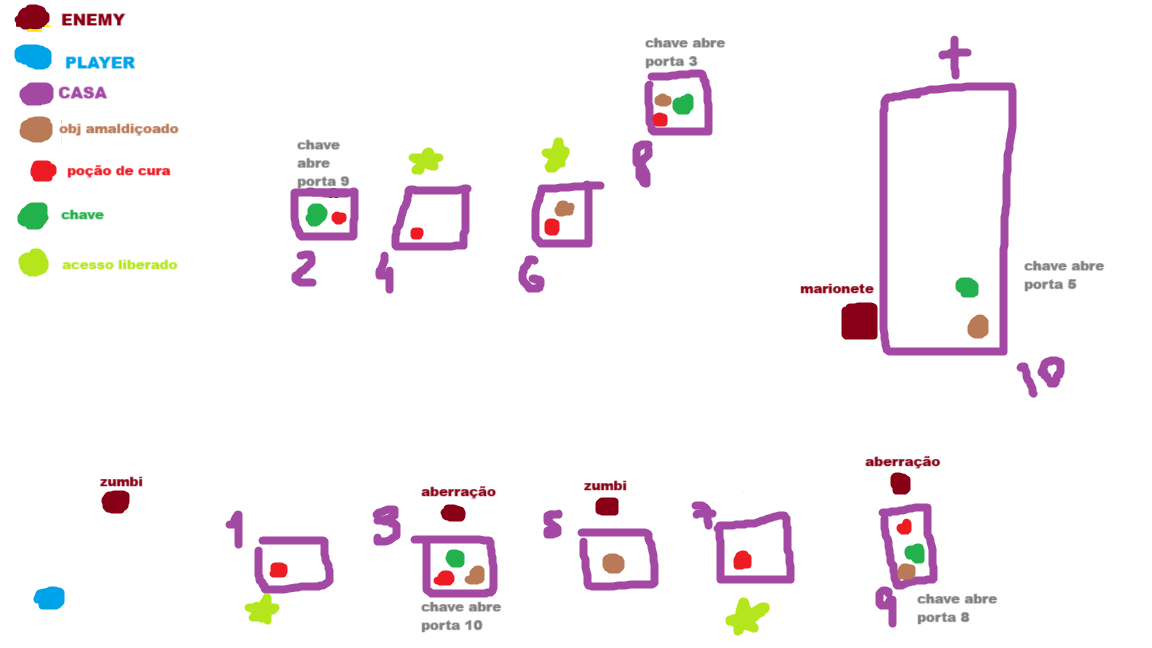 ENEMY
PLAYER
CASA
obj amaldiçoado
poção de cura
chave
acesso liberado
chave abre
porta 3
8
chave
abre
porta 9
2
4
6
marionete
chave abre
porta 5
10
zumbi
1
aberração
3
chave abre
porta 10
zumbi
5
7
aberração
9
chave abre
porta 8